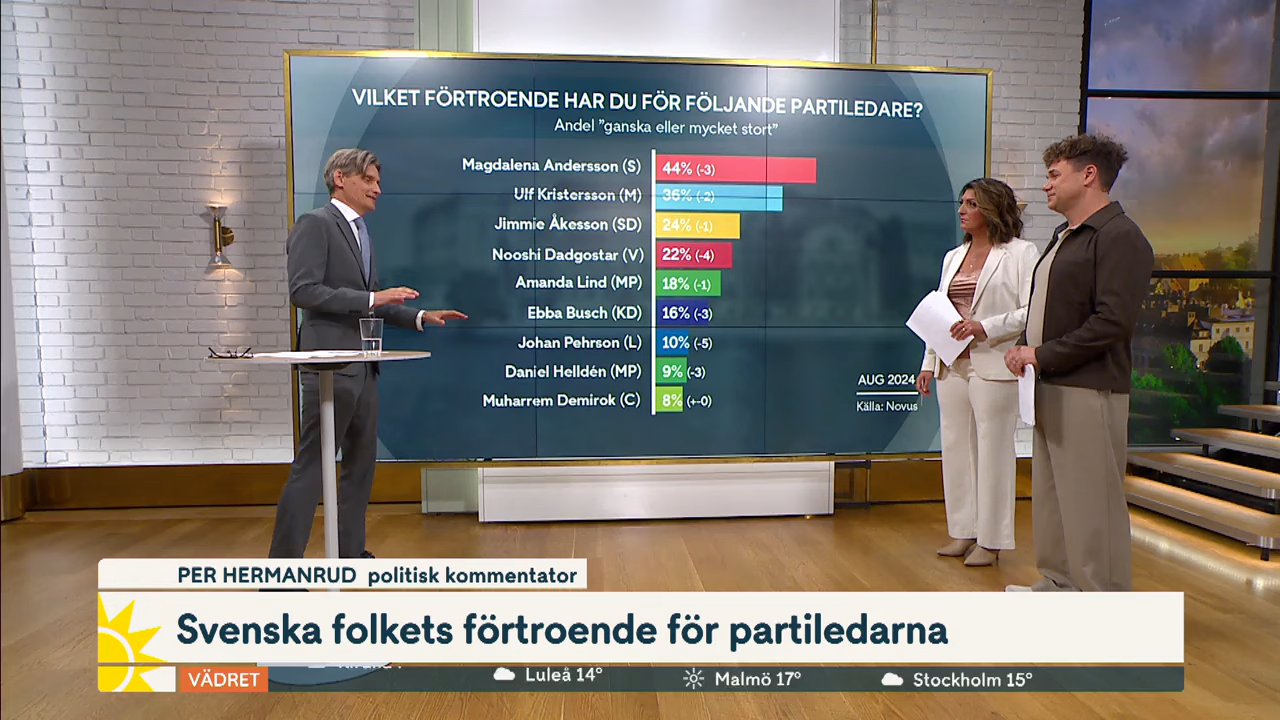 VILKET FÖRTROENDE HAR DU FÖR FÖLJANDE PARTILEDARE?
Andel "ganska eller mycket stort"
Magdalena Andersson (S) 44% (-3)
Ulf Kristersson (M) 36% (-2)
Jimmie Åkesson (SD) 24% (-1)
Nooshi Dadgostar (V) 22% (-4)
Amanda Lind (MP) 18% (-1)
Ebba Busch (KD) 16% (-3)
Johan Pehrson (L) 10% (-5)
Daniel Helldén (MP) 9% (-3)
Muharrem Demirok (C) 8% (+-0)
AUG 2024
Källa: Novus
PER HERMANRUD politisk kommentator
Svenska folkets förtroende för partiledarna
VÄDRET Luleå 14° Malmö 17° Stockholm 15°